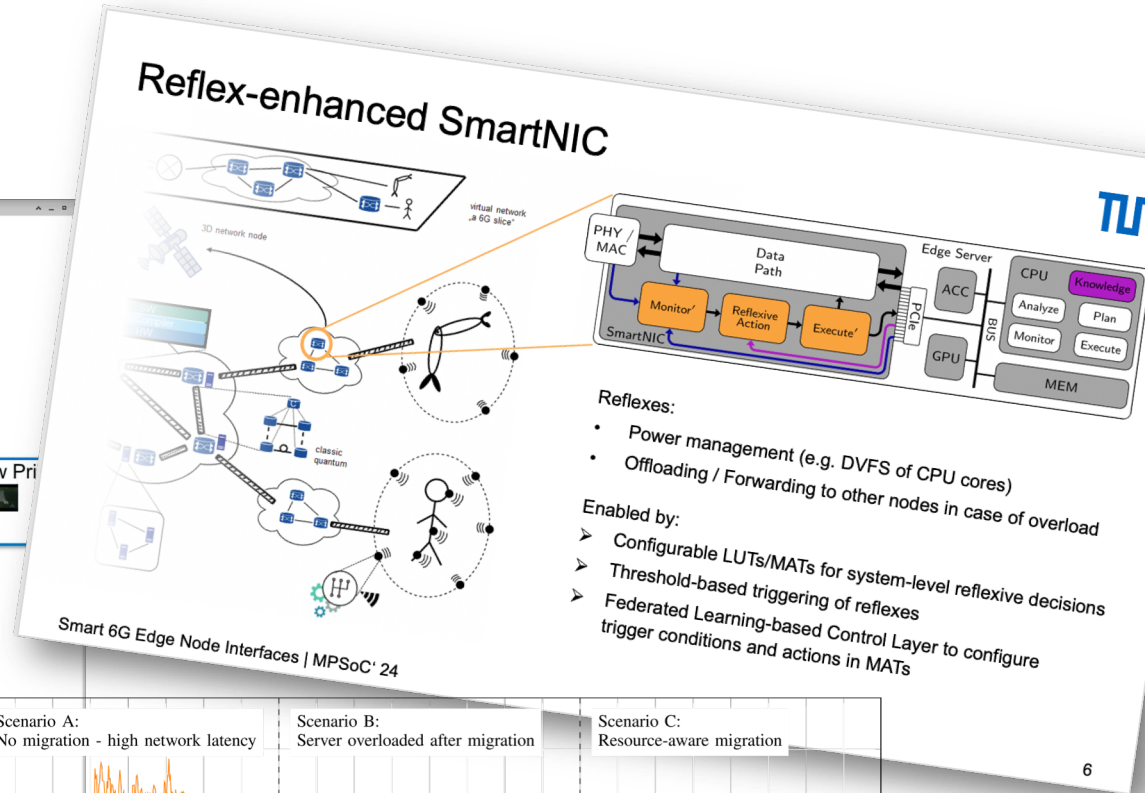 Reflex-enhanced SmartNIC
virtual network
„a 6G slice“
3D network node
classic
quantum
PHY /
MAC
Data
Path
Monitor′
Reflexive
Action
Execute′
SmartNIC
PCIe
Edge Server
ACC
GPU
BUS
CPU
Knowledge
Analyze
Plan
Monitor
Execute
MEM
Reflexes:
• Power management (e.g. DVFS of CPU cores)
• Offloading / Forwarding to other nodes in case of overload
Enabled by:
➢ Configurable LUTs/MATs for system-level reflexive decisions
➢ Threshold-based triggering of reflexes
➢ Federated Learning-based Control Layer to configure
trigger conditions and actions in MATs
Smart 6G Edge Node Interfaces | MPSoC‘ 24
6
Scenario A:
No migration - high network latency
Scenario B:
Server overloaded after migration
Scenario C:
Resource-aware migration